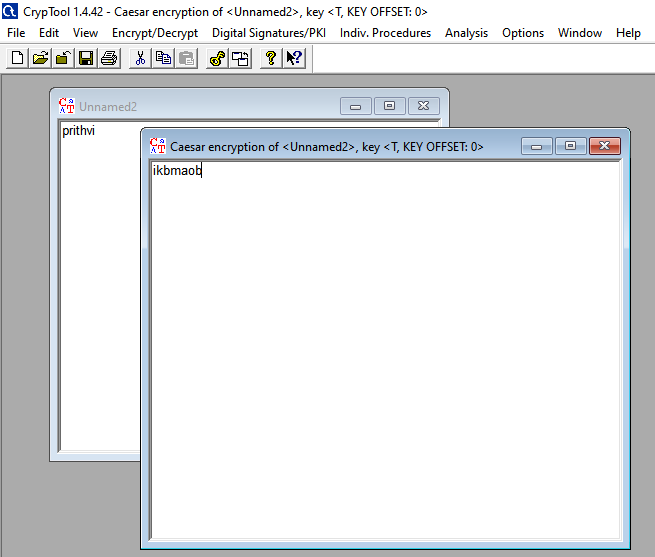 CrypTool 1.4.42 - Caesar encryption of <Unnamed2>, key <T, KEY OFFSET: 0>
File Edit View Encrypt/Decrypt Digital Signatures/PKI Indiv. Procedures Analysis Options Window Help
Unnamed2
prithvi
Caesar encryption of <Unnamed2>, key <T, KEY OFFSET: 0>
ikbmaob